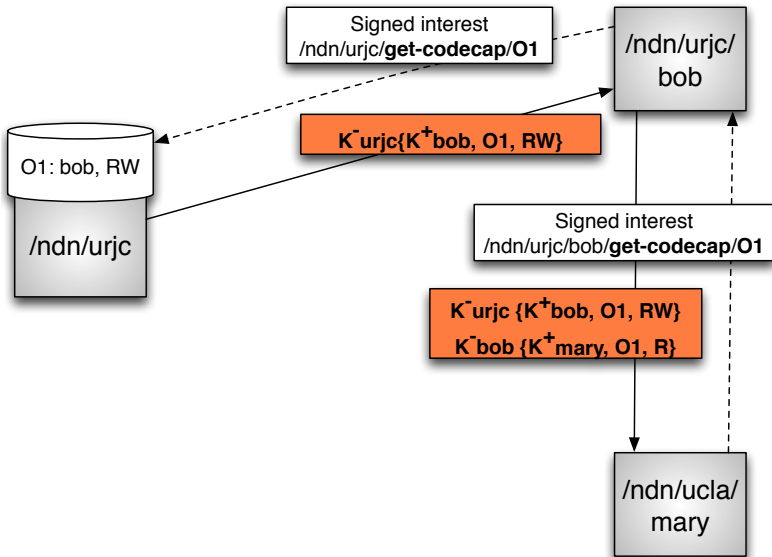 Signed interest
/ndn/urjc/get-codecap/O1
/ndn/urjc/
bob
K⁻urjc{K⁺bob, O1, RW}
O1: bob, RW
/ndn/urjc
Signed interest
/ndn/urjc/bob/get-codecap/O1
K⁻urjc {K⁺bob, O1, RW}
K⁻bob {K⁺mary, O1, R}
/ndn/ucla/
mary